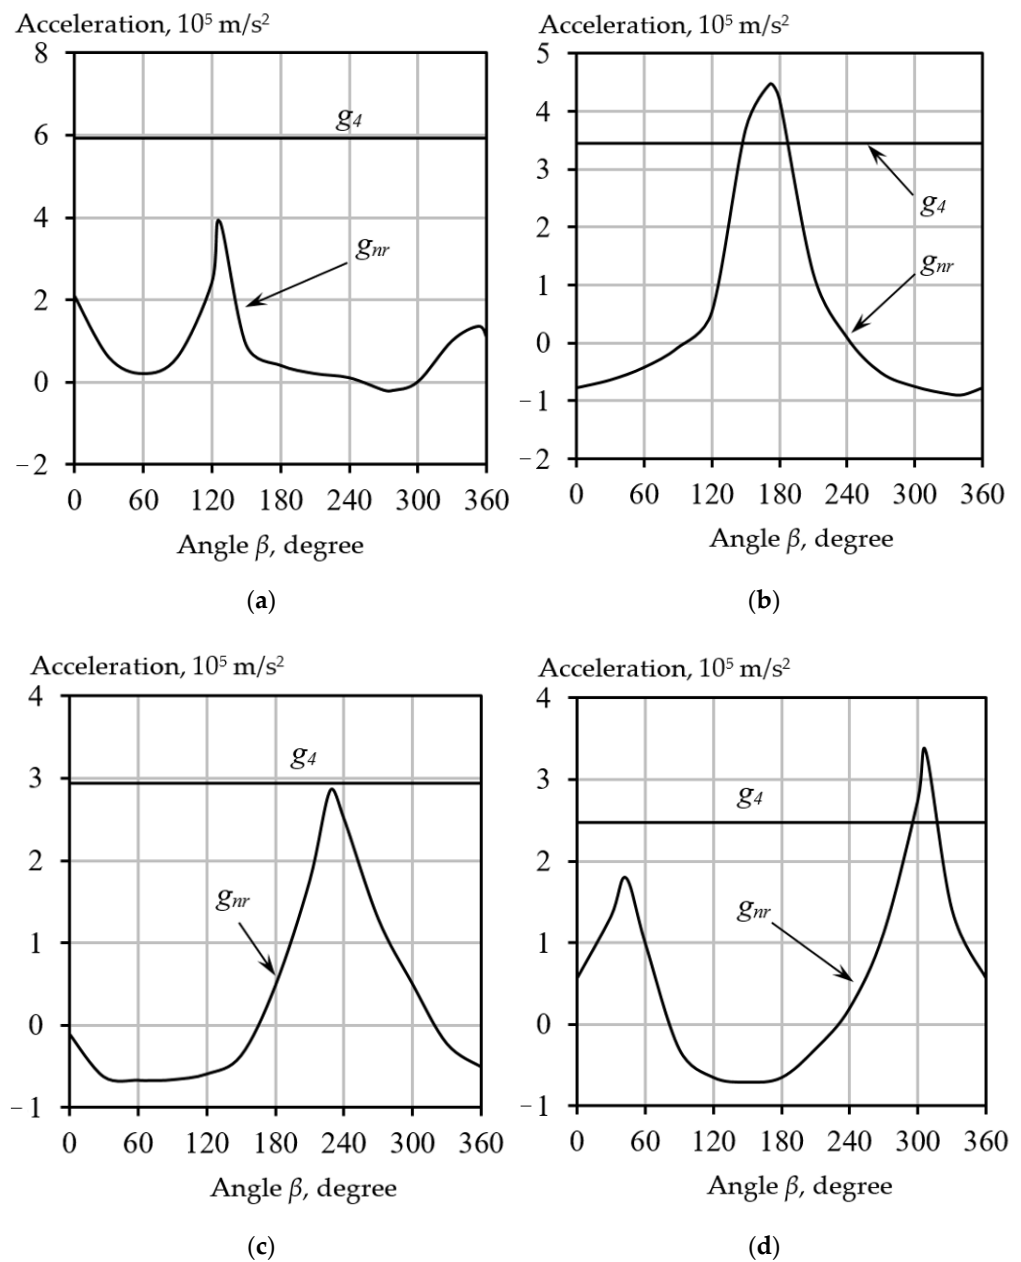 Acceleration, 10⁵ m/s²
8
6
4
2
0
−2
g₄
gnr
0 60 120 180 240 300 360
Angle β, degree
(a)
Acceleration, 10⁵ m/s²
5
4
3
2
1
0
−1
−2
g₄
gnr
0 60 120 180 240 300 360
Angle β, degree
(b)
Acceleration, 10⁵ m/s²
4
3
2
1
0
−1
g₄
gnr
0 60 120 180 240 300 360
Angle β, degree
(c)
Acceleration, 10⁵ m/s²
4
3
2
1
0
−1
g₄
gnr
0 60 120 180 240 300 360
Angle β, degree
(d)